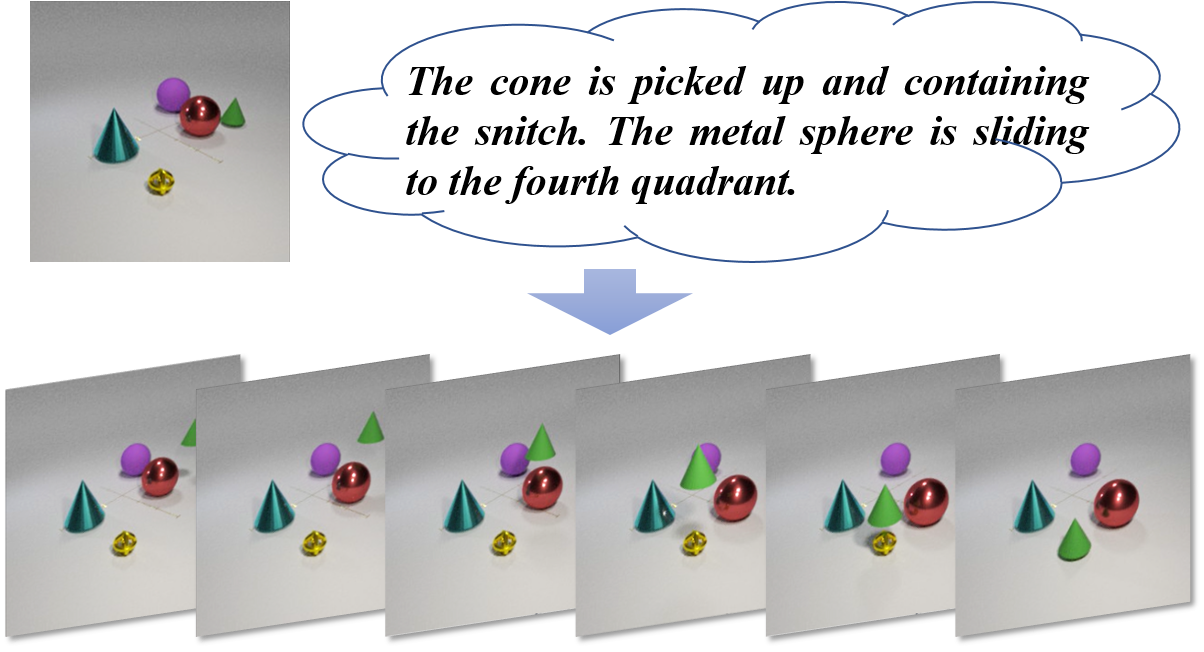 The cone is picked up and containing
the snitch. The metal sphere is sliding
to the fourth quadrant.